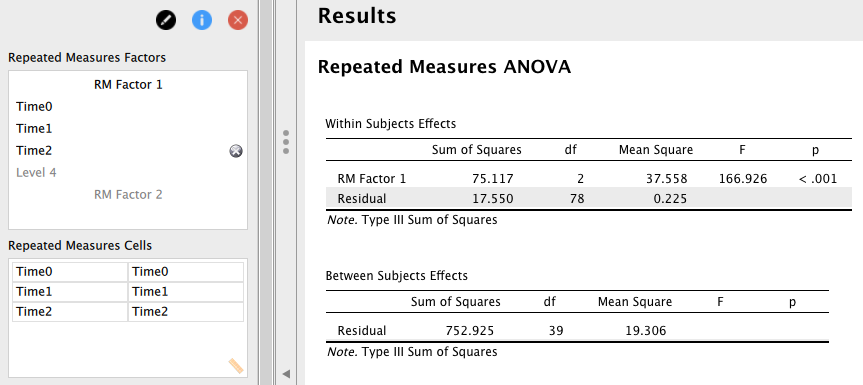 Repeated Measures Factors
RM Factor 1
Time0
Time1
Time2
Level 4
RM Factor 2
Repeated Measures Cells
Time0 Time0
Time1 Time1
Time2 Time2
Results
Repeated Measures ANOVA
Within Subjects Effects
Sum of Squares df Mean Square F p
RM Factor 1 75.117 2 37.558 166.926 < .001
Residual 17.550 78 0.225
Note. Type III Sum of Squares
Between Subjects Effects
Sum of Squares df Mean Square F p
Residual 752.925 39 19.306
Note. Type III Sum of Squares